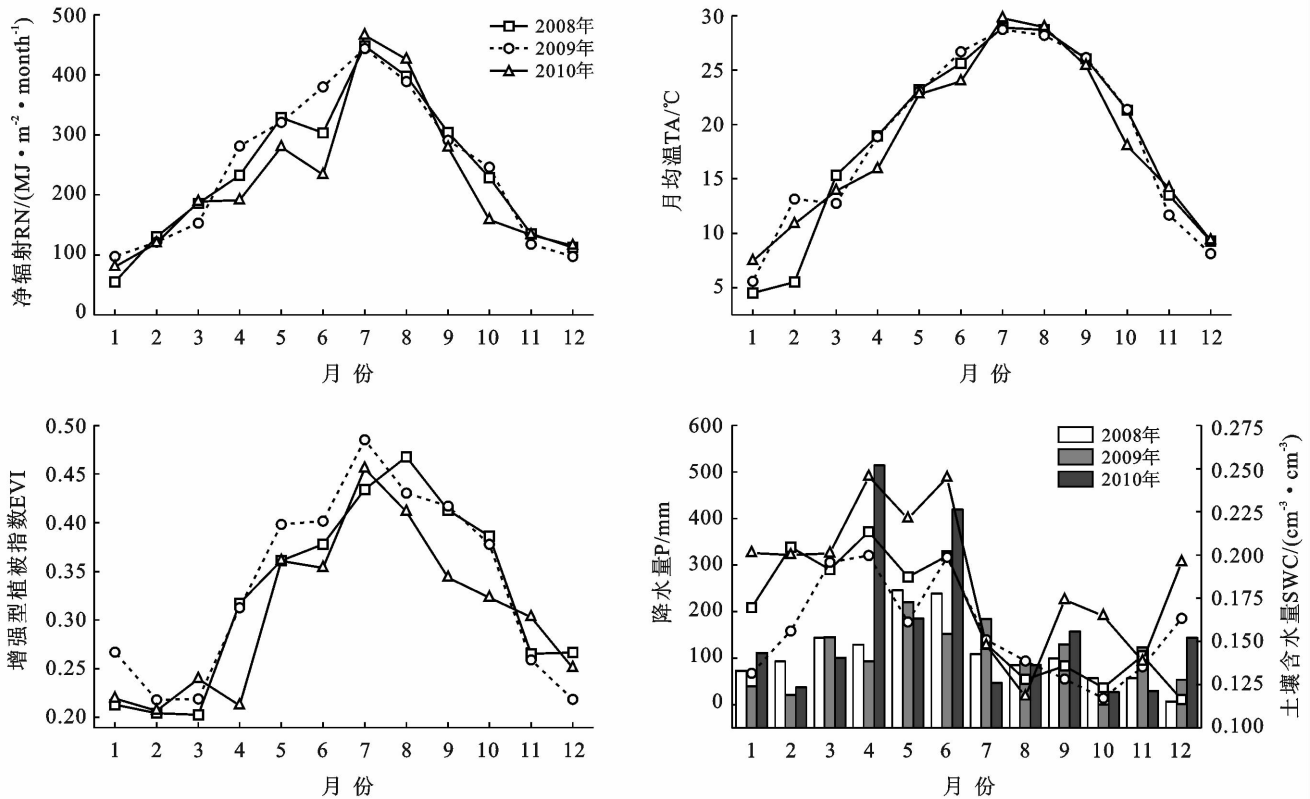 净辐射RN/(MJ·m⁻²·month⁻¹)
500
400
300
200
100
0
2008年
2009年
2010年
1 2 3 4 5 6 7 8 9 10 11 12
月 份
月均温TA/℃
30
25
20
15
10
5
1 2 3 4 5 6 7 8 9 10 11 12
月 份
增强型植被指数EVI
0.50
0.45
0.40
0.35
0.30
0.25
0.20
1 2 3 4 5 6 7 8 9 10 11 12
月 份
降水量P/mm
600
500
400
300
200
100
0
2008年
2009年
2010年
0.275
0.250
0.225
0.200
0.175
0.150
0.125
0.100
土壤含水量SWC/(cm⁻³·cm⁻³)
1 2 3 4 5 6 7 8 9 10 11 12
月 份